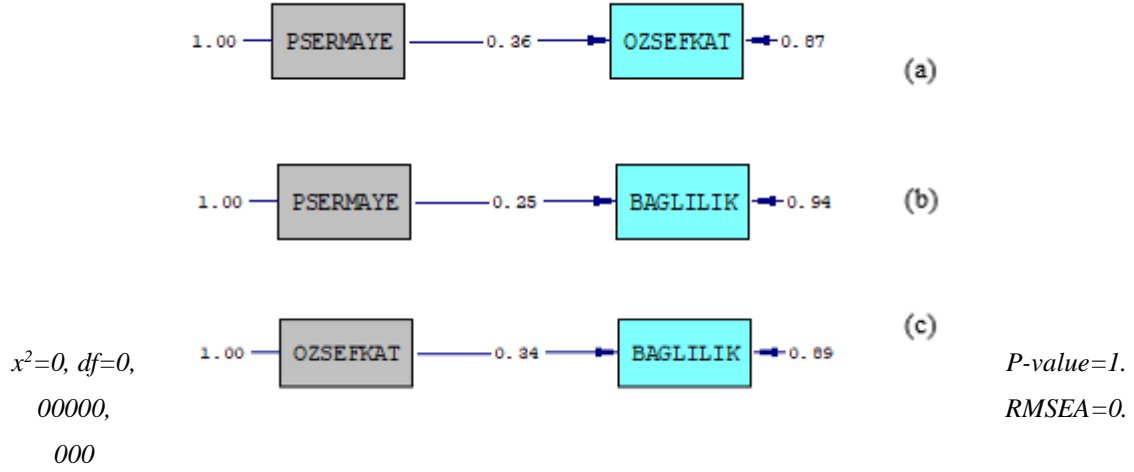 1.00 PSERMAYE 0.36 OZSEFKAT 0.87
(a)
1.00 PSERMAYE 0.25 BAGLILIK 0.94 (b)
(c)
1.00 OZSEFKAT 0.34 BAGLILIK 0.89
x²=0, df=0, P-value=1.
00000, RMSEA=0.
000